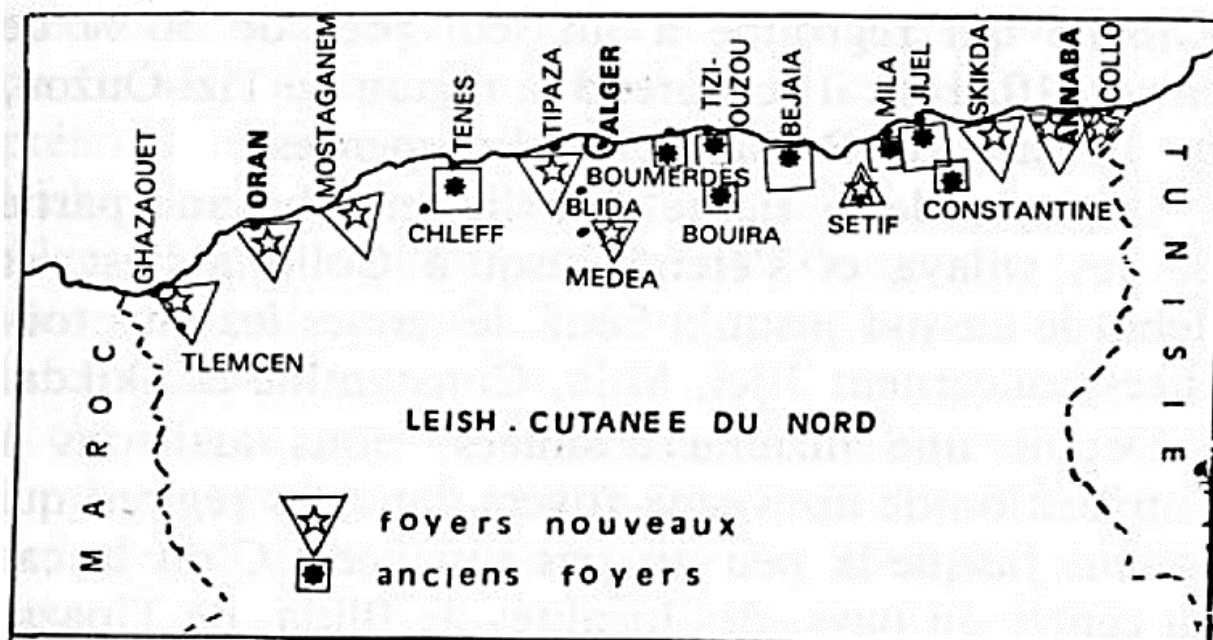 GHAZAOUET
ORAN
MOSTAGANEM
TENES
TIPAZA
ALGER
TIZI-
OUZOU
BEJAIA
MILA
JIJEL
SKIKDA
ANNABA
COLLO
BOUMERDES
CHLEFF
BLIDA
BOUIRA
SETIF
CONSTANTINE
MEDEA
TLEMCEN
MAROC
TUNISIE
LEISH. CUTANEE DU NORD
foyers nouveaux
anciens foyers